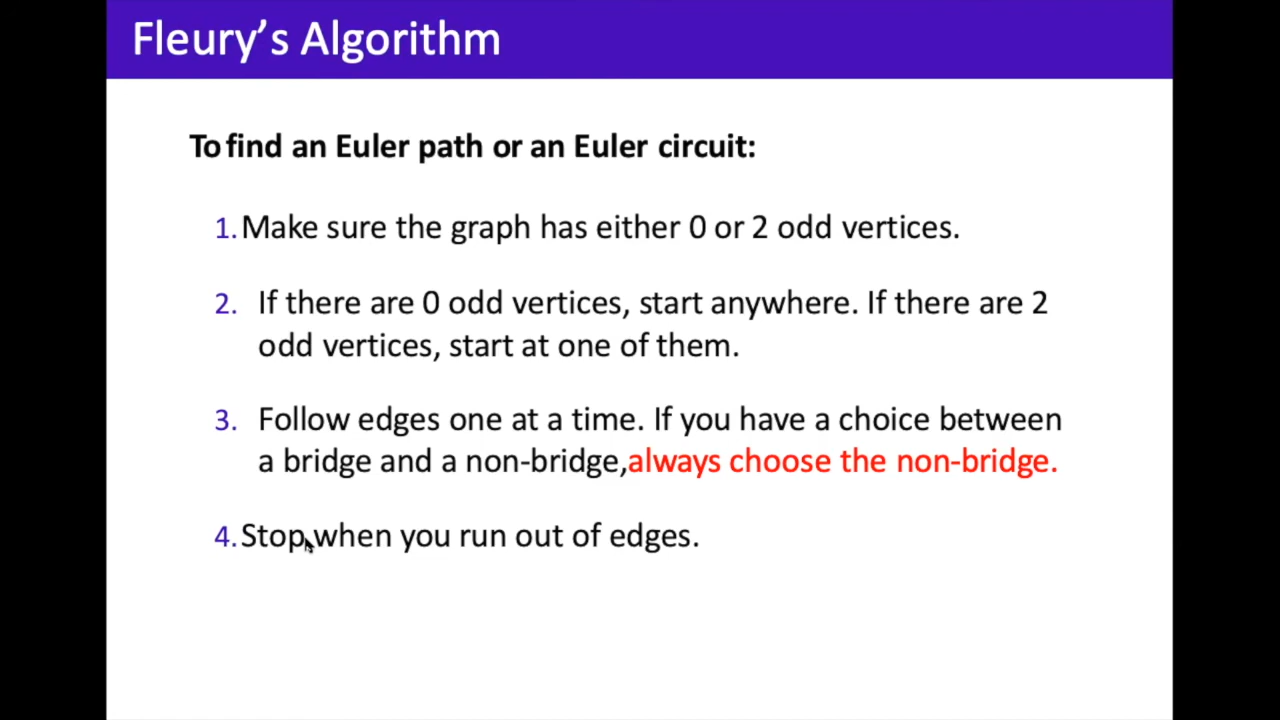 Fleury’s Algorithm
To find an Euler path or an Euler circuit:
1. Make sure the graph has either 0 or 2 odd vertices.
2. If there are 0 odd vertices, start anywhere. If there are 2
odd vertices, start at one of them.
3. Follow edges one at a time. If you have a choice between
a bridge and a non-bridge,always choose the non-bridge.
4. Stop when you run out of edges.